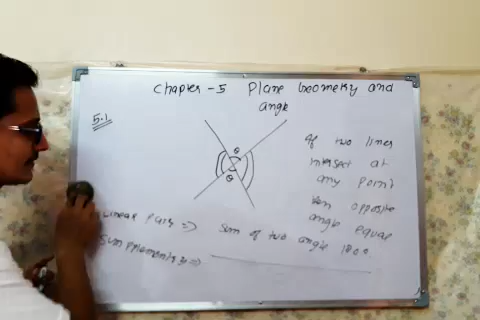 Chapter-5 Plane Geometry and
angle
5.1
θ
θ
If two lines
intersect at
any point
then opposite
angle equal
Linear pairs => Sum of two angle 180°